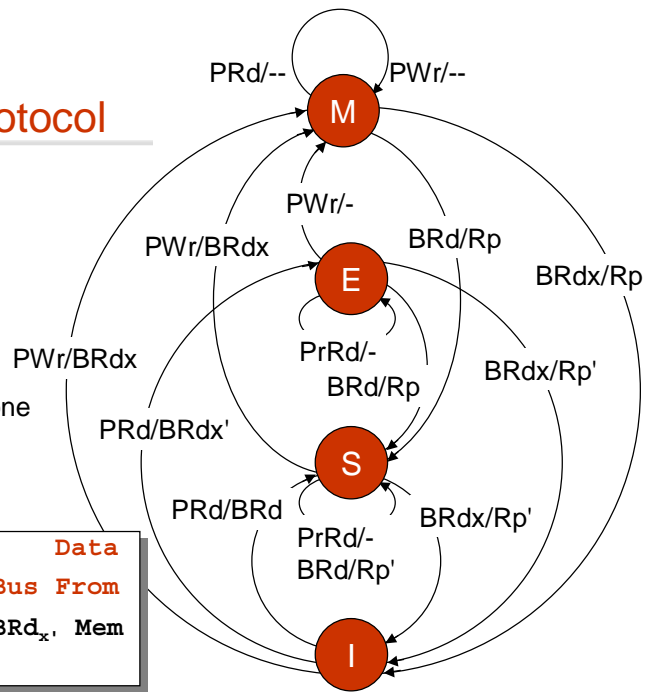 PRd/--
PWr/--
otocol
M
PWr/-
PWr/BRdx
BRd/Rp
BRdx/Rp
E
PrRd/-
BRd/Rp
BRdx/Rp'
PWr/BRdx
one
PRd/BRdx'
S
PRd/BRd
PrRd/-
BRd/Rp'
BRdx/Rp'
Data
Bus From
BRdx' Mem
I